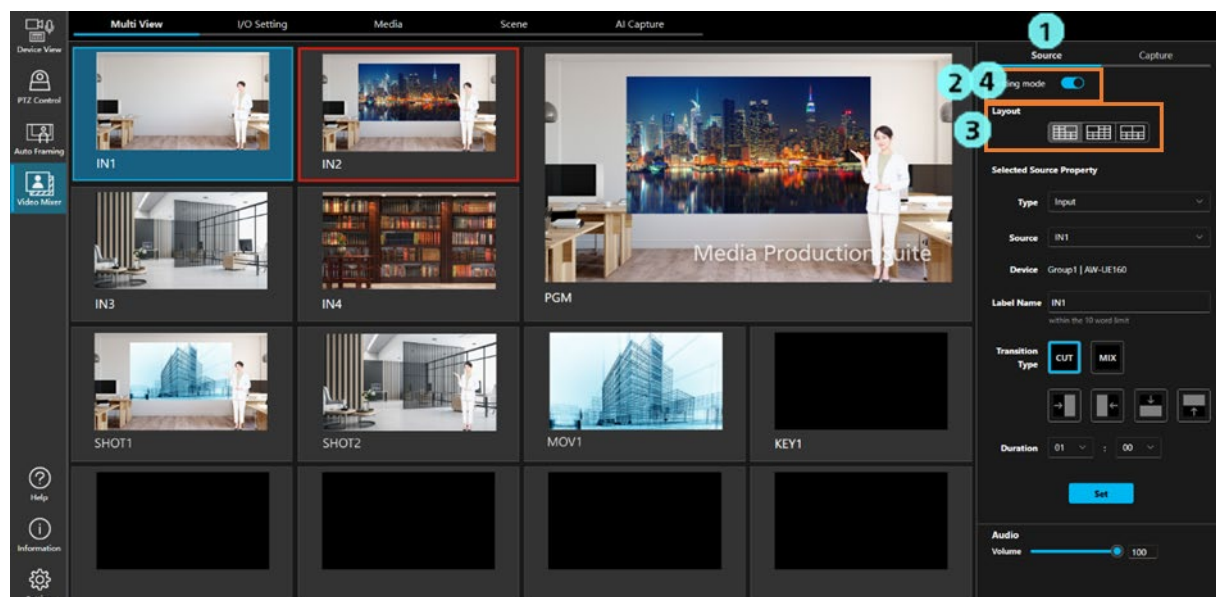 Multi View
I/O Setting
Media
Scene
AI Capture
Device View
PTZ Control
Auto Framing
Video Mixer
Help
Information
IN1
IN2
Media Production Suite
PGM
IN3
IN4
SHOT1
SHOT2
MOV1
KEY1
1
Source
Capture
2
4
mode
3
Layout
Selected Source Property
Type
Input
Source
IN1
Device
Group1 | AW-UE160
Label Name
IN1
within the 10 word limit
Transition
Type
CUT
MIX
Duration
01
:
00
Set
Audio
Volume
100